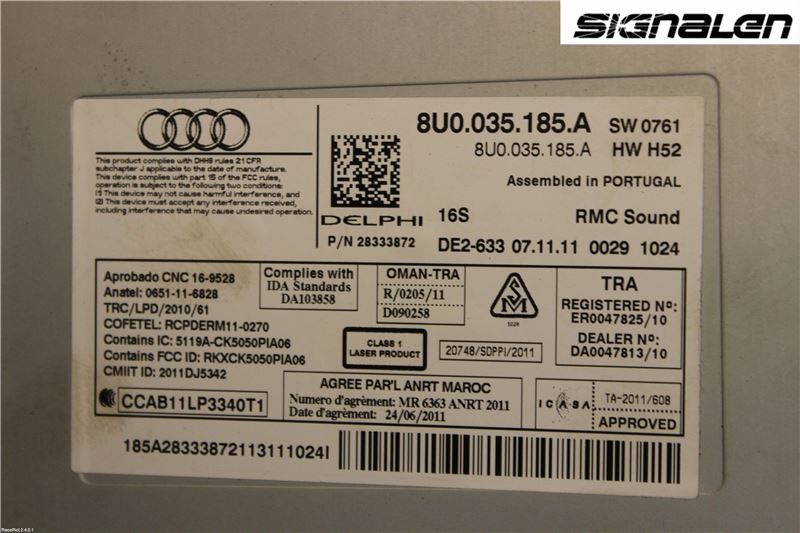 SIGNALEN
This product complies with DHHS rules 21 CFR
subchapter J applicable to the date of manufacture.
This device complies with part 15 of the FCC rules,
operation is subject to the following two conditions:
(1) This device may not cause harmful interference, and
(2) This device must accept any interference received,
including interference that may cause undesired operation.
DELPHI
P/N 28333872
8U0.035.185.A SW 0761
8U0.035.185.A HW H52
Assembled in PORTUGAL
16S RMC Sound
DE2-633 07.11.11 0029 1024
Aprobado CNC 16-9528
Anatel: 0651-11-6828
TRC/LPD/2010/61
COFETEL: RCPDERM11-0270
Contains IC: 5119A-CK5050PIA06
Contains FCC ID: RKXCK5050PIA06
CMIIT ID: 2011DJ5342
CCAB11LP3340T1
Complies with
IDA Standards
DA103858
OMAN-TRA
R/0205/11
D090258
CLASS 1
LASER PRODUCT
20748/SDPPI/2011
TRA
REGISTERED Nº:
ER0047825/10
DEALER Nº:
DA0047813/10
AGREE PAR'L ANRT MAROC
Numero d'agrément: MR 6363 ANRT 2011
Date d'agrément: 24/06/2011
ICASA
TA-2011/608
APPROVED
185A28333872113111024I
RecoPict 2.4.0.1